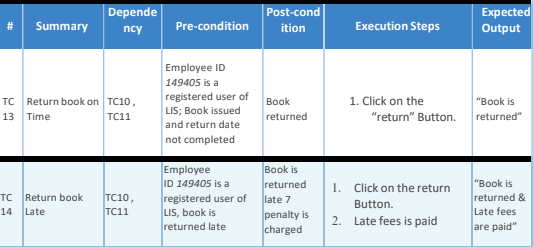 #
Summary
Depende
ncy
Pre-condition
Post-cond
ition
Execution Steps
Expected
Output
TC
13
Return book on
Time
TC10 ,
TC11
Employee ID
149405 is a
registered user of
LIS; Book issued
and return date
not completed
Book
returned
1. Click on the
"return" Button.
"Book is
returned"
TC
14
Return book
Late
TC10 ,
TC11
Employee
ID 149405 is a
registered user of
LIS, book is
returned late
Book is
returned
late 7
penalty is
charged
1. Click on the return
Button.
2. Late fees is paid
"Book is
returned &
Late fees
are paid"